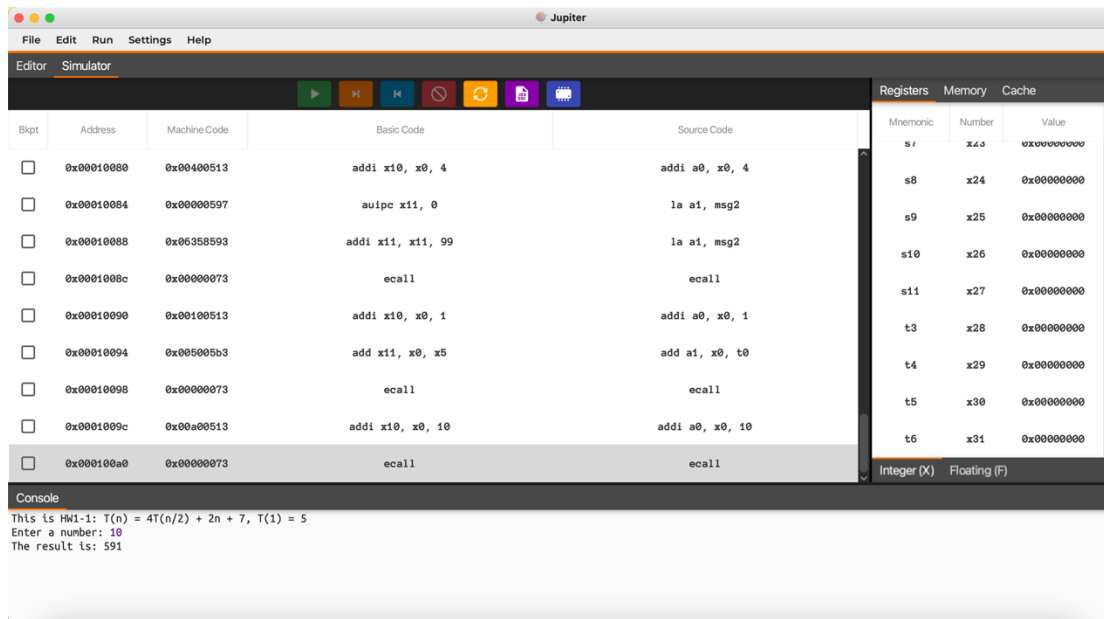 Jupiter
File Edit Run Settings Help
Editor Simulator
Registers Memory Cache
Bkpt Address Machine Code Basic Code Source Code
Mnemonic Number Value
s7 x23 0x00000000
0x00010080 0x00400513 addi x10, x0, 4 addi a0, x0, 4
s8 x24 0x00000000
0x00010084 0x00000597 auipc x11, 0 la a1, msg2
s9 x25 0x00000000
0x00010088 0x06358593 addi x11, x11, 99 la a1, msg2
s10 x26 0x00000000
0x0001008c 0x00000073 ecall ecall
s11 x27 0x00000000
0x00010090 0x00100513 addi x10, x0, 1 addi a0, x0, 1
t3 x28 0x00000000
0x00010094 0x005005b3 add x11, x0, x5 add a1, x0, t0
t4 x29 0x00000000
0x00010098 0x00000073 ecall ecall
t5 x30 0x00000000
0x0001009c 0x00a00513 addi x10, x0, 10 addi a0, x0, 10
t6 x31 0x00000000
0x000100a0 0x00000073 ecall ecall
Integer (X) Floating (F)
Console
This is HW1-1: T(n) = 4T(n/2) + 2n + 7, T(1) = 5
Enter a number: 10
The result is: 591